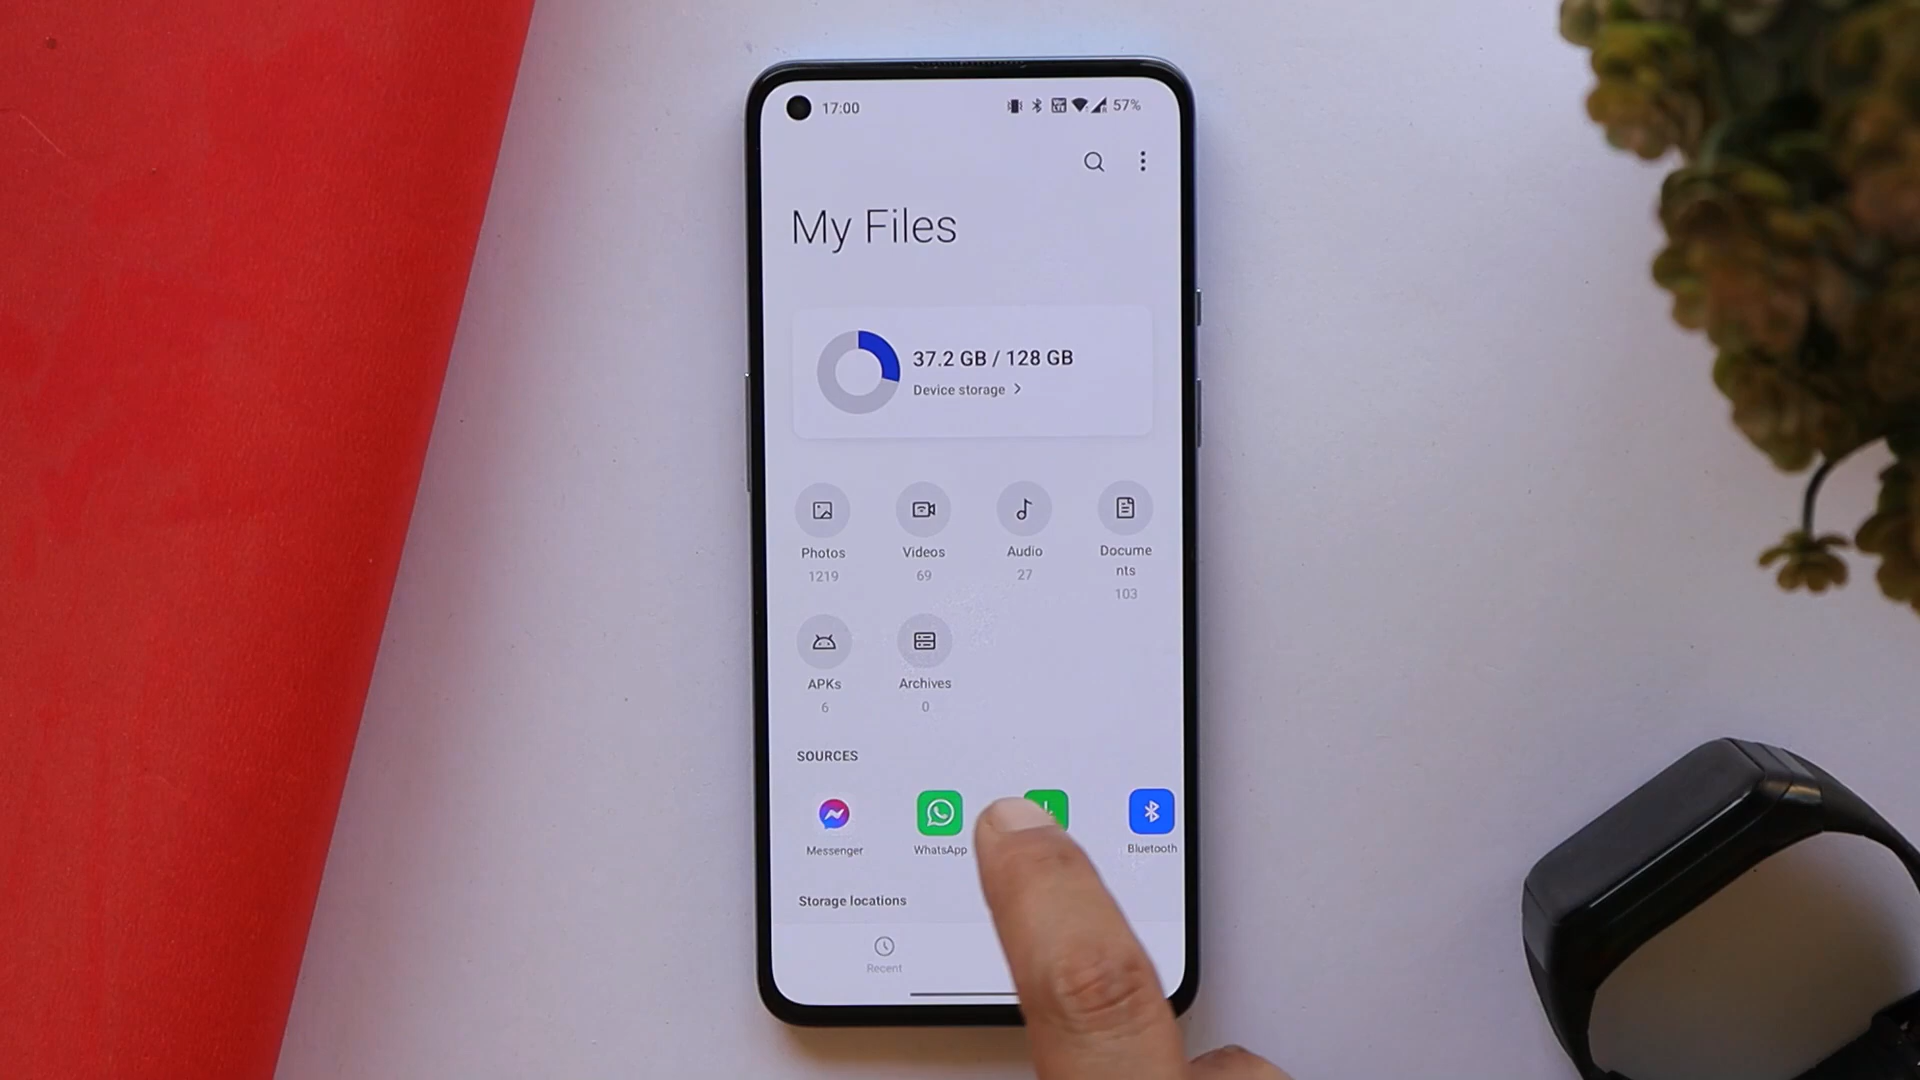 17:00
57%
My Files
37.2 GB / 128 GB
Device storage
Photos
1219
Videos
69
Audio
27
Docume
nts
103
APKs
6
Archives
0
SOURCES
Messenger
WhatsApp
Bluetooth
Storage locations
Recent